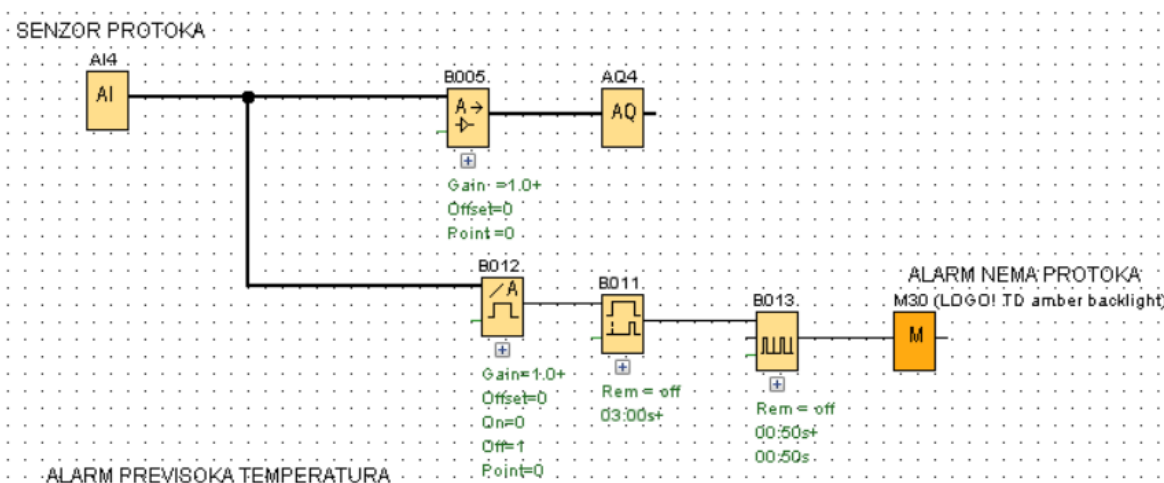 SENZOR PROTOKA
AI4
AI
B005
A→
AQ4
AQ
Gain =1.0+
Offset=0
Point =0
B012
/A
Gain=1.0+
Offset=0
On=0
Off=1
Point=0
B011
Rem = off
03:00s+
B013
Rem = off
00:50s+
00:50s
ALARM NEMA PROTOKA
M30 (LOGO! TD amber backlight)
M
ALARM PREVISOKA TEMPERATURA